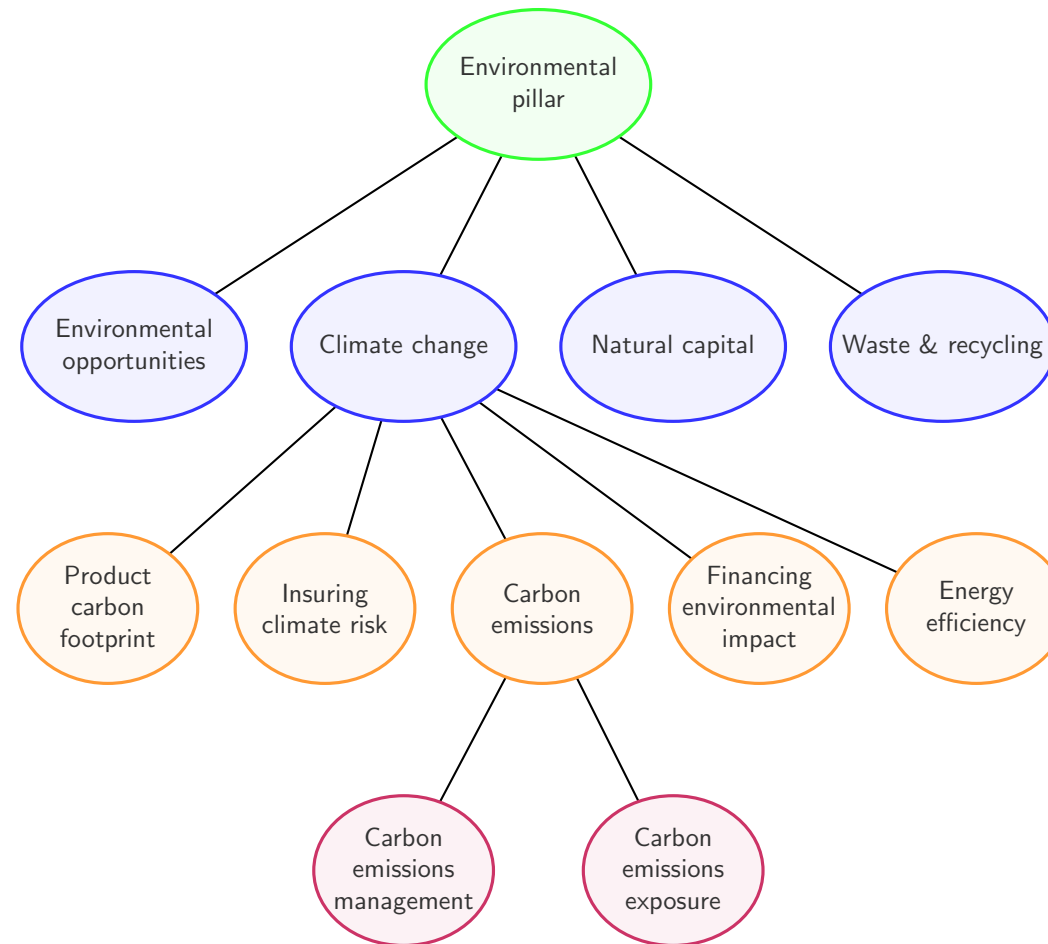 Environmental
pillar
Environmental
opportunities
Climate change
Natural capital
Waste & recycling
Product
carbon
footprint
Insuring
climate risk
Carbon
emissions
Financing
environmental
impact
Energy
efficiency
Carbon
emissions
management
Carbon
emissions
exposure